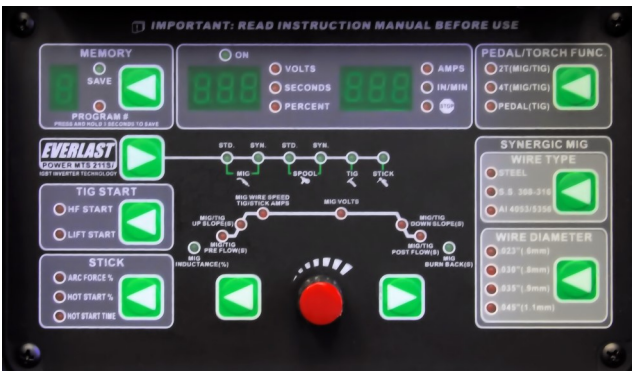 IMPORTANT: READ INSTRUCTION MANUAL BEFORE USE
MEMORY
SAVE
PROGRAM #
PRESS AND HOLD 2 SECONDS TO SAVE
ON
VOLTS
SECONDS
PERCENT
AMPS
IN/MIN
STOP
PEDAL/TORCH FUNC.
2T(MIG/TIG)
4T(MIG/TIG)
PEDAL(TIG)
EVERLAST
POWER MTS 211Si
IGBT INVERTER TECHNOLOGY
STD. SYN. STD. SYN.
MIG SPOOL TIG STICK
SYNERGIC MIG
WIRE TYPE
STEEL
S.S. 308-316
Al 4053/5356
TIG START
HF START
LIFT START
MIG WIRE SPEED
TIG/STICK AMPS
MIG VOLTS
MIG/TIG
UP SLOPE(S)
MIG/TIG
DOWN SLOPE(S)
MIG/TIG
PRE FLOW(S)
MIG/TIG
POST FLOW(S)
MIG
INDUCTANCE(%)
MIG
BURN BACK(S)
STICK
ARC FORCE %
HOT START %
HOT START TIME
WIRE DIAMETER
.023"(.6mm)
.030"(.8mm)
.035"(.9mm)
.045"(1.1mm)